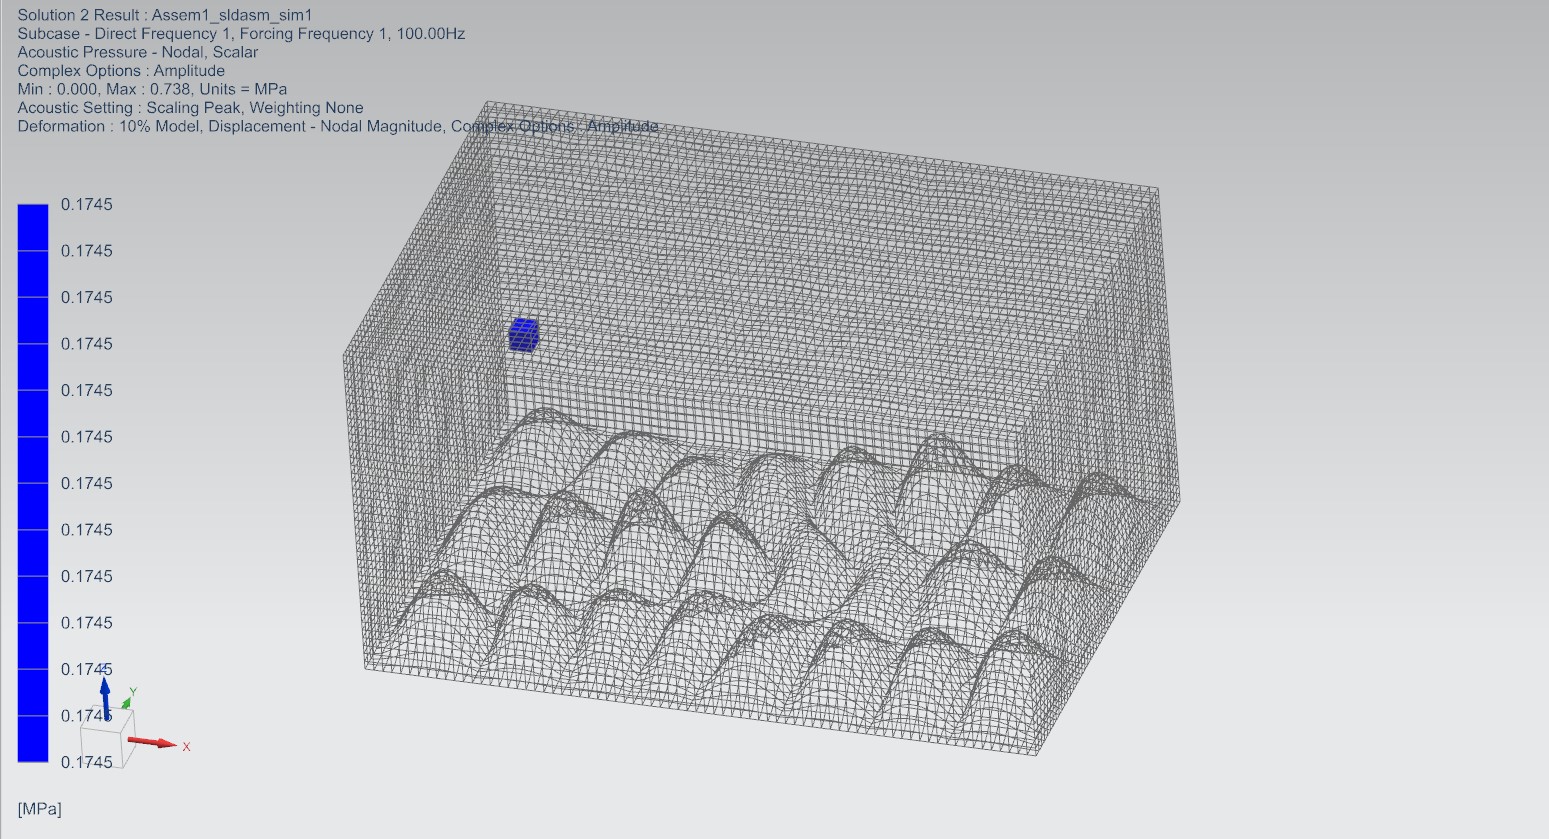 Solution 2 Result : Assem1_sldasm_sim1
Subcase - Direct Frequency 1, Forcing Frequency 1, 100.00Hz
Acoustic Pressure - Nodal, Scalar
Complex Options : Amplitude
Min : 0.000, Max : 0.738, Units = MPa
Acoustic Setting : Scaling Peak, Weighting None
Deformation : 10% Model, Displacement - Nodal Magnitude, Complex Options : Amplitude
0.1745
0.1745
0.1745
0.1745
0.1745
0.1745
0.1745
0.1745
0.1745
0.1745
0.1745
0.1745
0.1745
Y
X
[MPa]